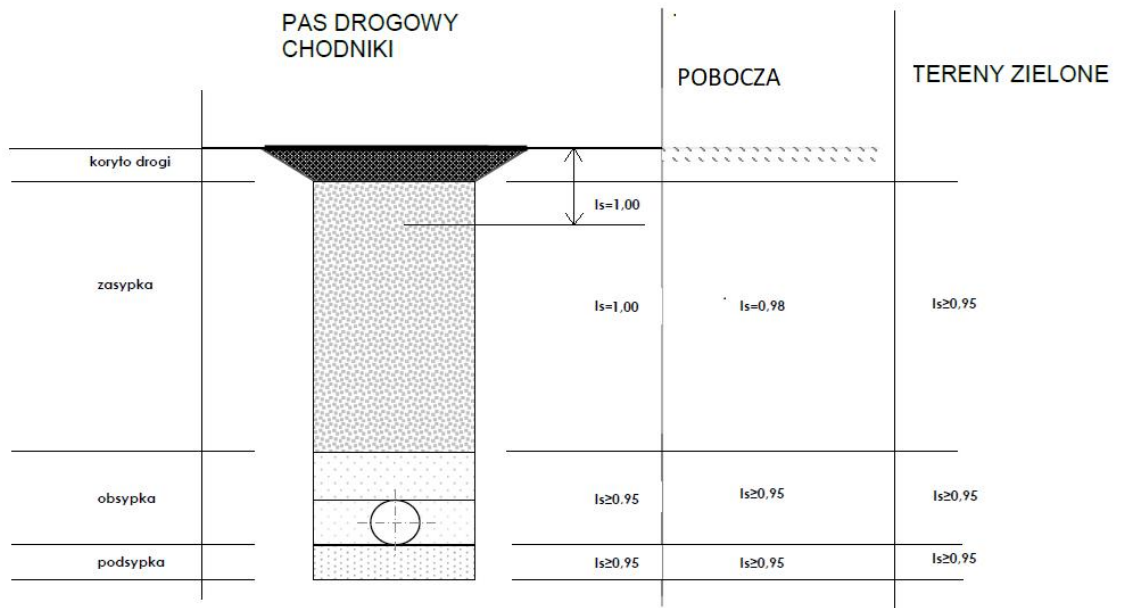 PAS DROGOWY
CHODNIKI
POBOCZA
TERENY ZIELONE
koryto drogi
Is=1,00
zasypka
Is=1,00
Is=0,98
Is≥0,95
obsypka
Is≥0.95
Is≥0,95
Is≥0,95
podsypka
Is≥0,95
Is≥0,95
Is≥0,95